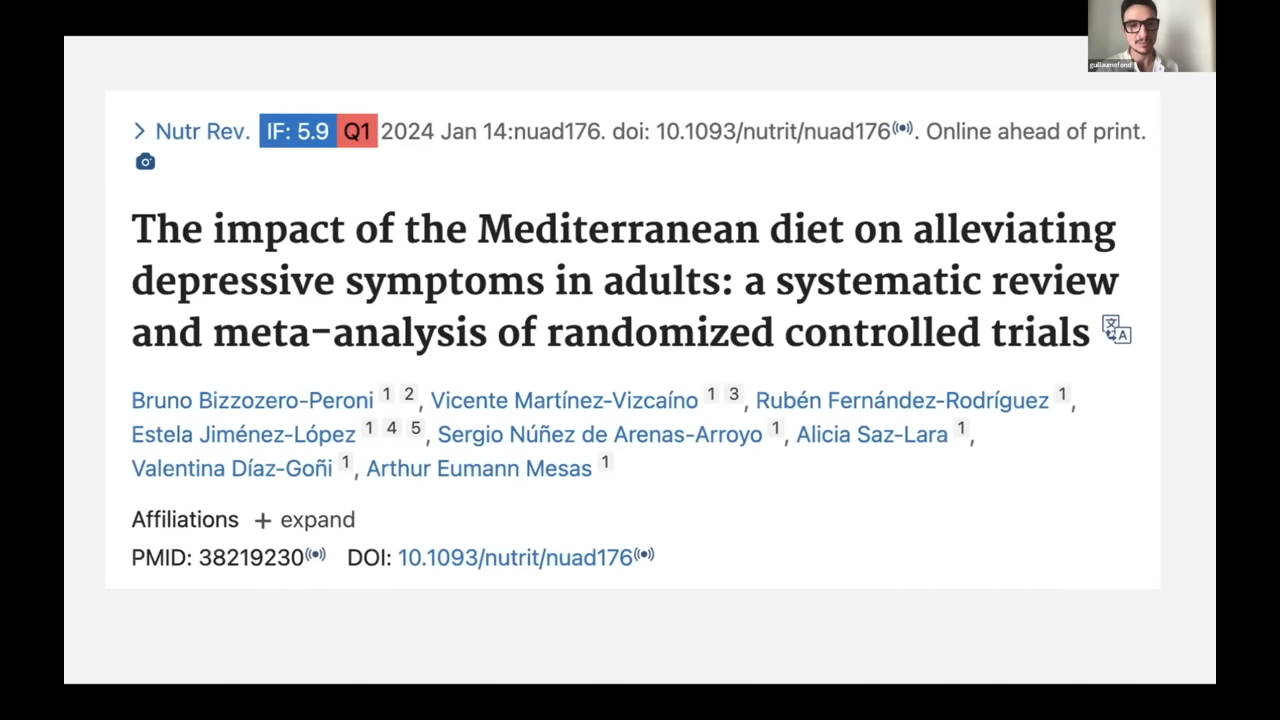 guillaumefond
> Nutr Rev. IF: 5.9 Q1 2024 Jan 14:nuad176. doi: 10.1093/nutrit/nuad176. Online ahead of print.
The impact of the Mediterranean diet on alleviating
depressive symptoms in adults: a systematic review
and meta-analysis of randomized controlled trials 文A
Bruno Bizzozero-Peroni 1 2, Vicente Martínez-Vizcaíno 1 3, Rubén Fernández-Rodríguez 1,
Estela Jiménez-López 1 4 5, Sergio Núñez de Arenas-Arroyo 1, Alicia Saz-Lara 1,
Valentina Díaz-Goñi 1, Arthur Eumann Mesas 1
Affiliations + expand
PMID: 38219230 DOI: 10.1093/nutrit/nuad176